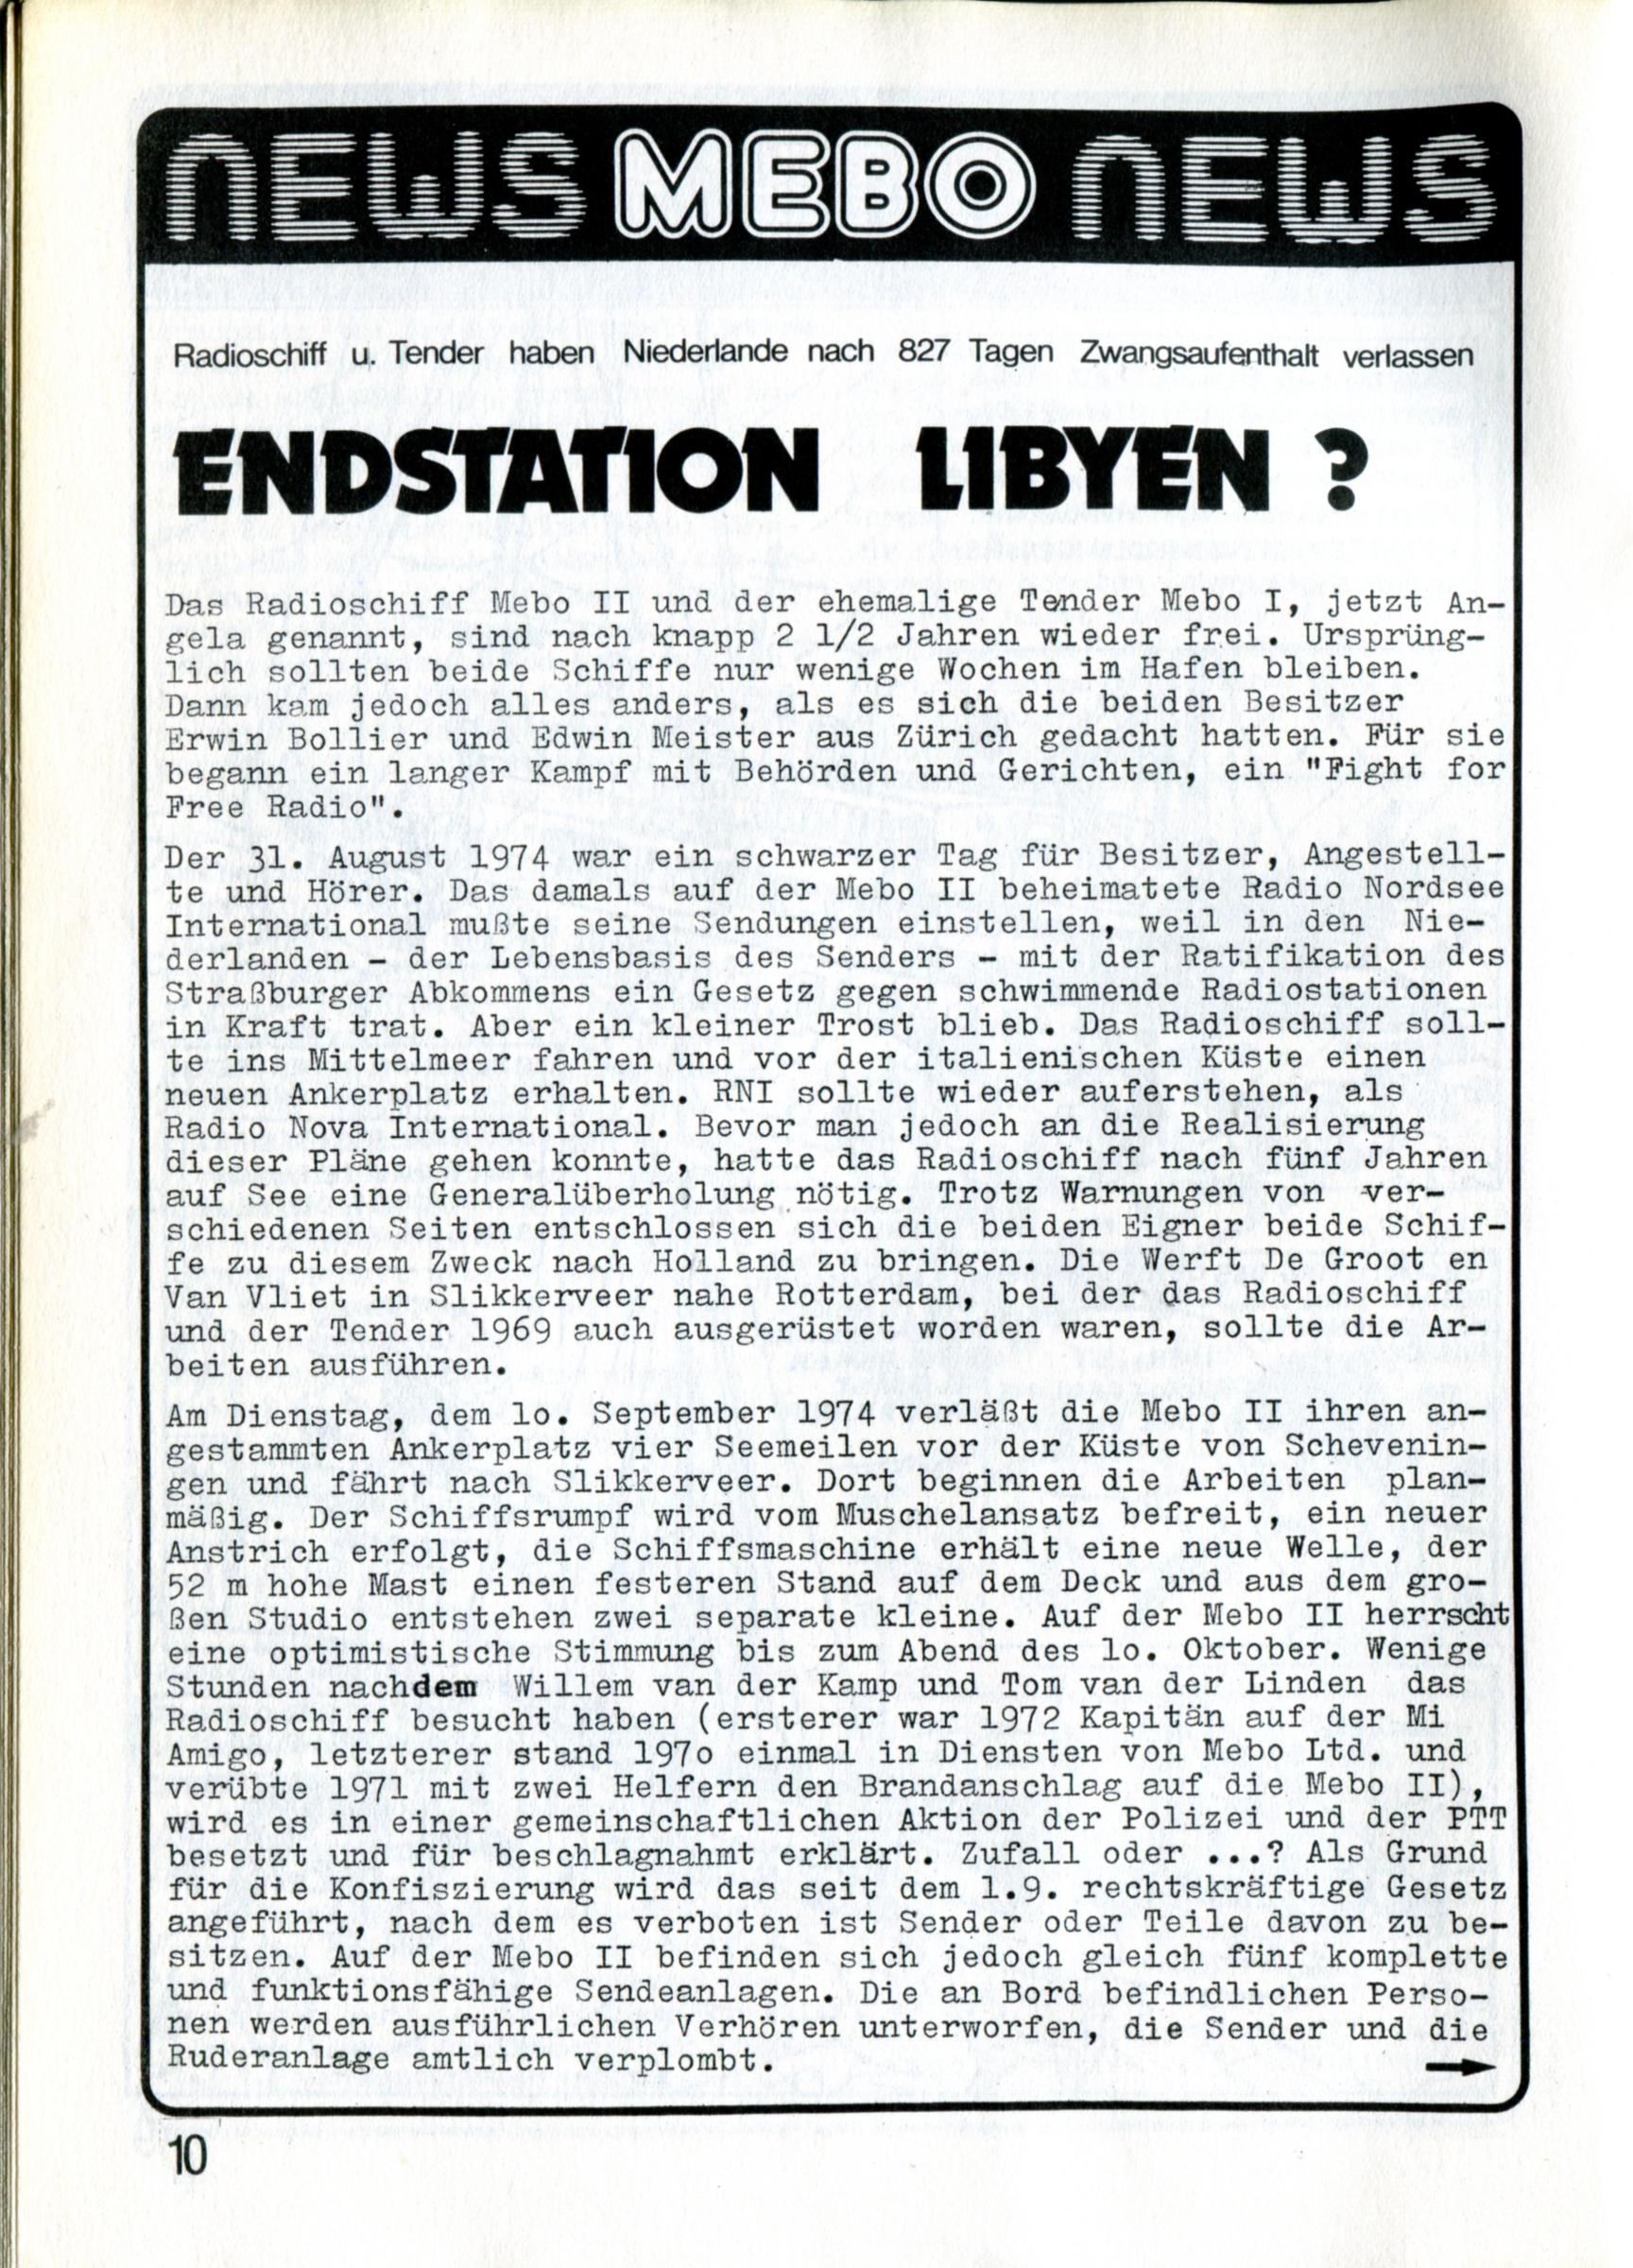 NEWS MEBO NEWS
Radioschiff u. Tender haben Niederlande nach 827 Tagen Zwangsaufenthalt verlassen
ENDSTATION LIBYEN ?
Das Radioschiff Mebo II und der ehemalige Tender Mebo I, jetzt An-
gela genannt, sind nach knapp 2 1/2 Jahren wieder frei. Ursprüng-
lich sollten beide Schiffe nur wenige Wochen im Hafen bleiben.
Dann kam jedoch alles anders, als es sich die beiden Besitzer
Erwin Bollier und Edwin Meister aus Zürich gedacht hatten. Für sie
begann ein langer Kampf mit Behörden und Gerichten, ein "Fight for
Free Radio".
Der 31. August 1974 war ein schwarzer Tag für Besitzer, Angestell-
te und Hörer. Das damals auf der Mebo II beheimatete Radio Nordsee
International mußte seine Sendungen einstellen, weil in den Nie-
derlanden - der Lebensbasis des Senders - mit der Ratifikation des
Straßburger Abkommens ein Gesetz gegen schwimmende Radiostationen
in Kraft trat. Aber ein kleiner Trost blieb. Das Radioschiff soll-
te ins Mittelmeer fahren und vor der italienischen Küste einen
neuen Ankerplatz erhalten. RNI sollte wieder auferstehen, als
Radio Nova International. Bevor man jedoch an die Realisierung
dieser Pläne gehen konnte, hatte das Radioschiff nach fünf Jahren
auf See eine Generalüberholung nötig. Trotz Warnungen von ver-
schiedenen Seiten entschlossen sich die beiden Eigner beide Schif-
fe zu diesem Zweck nach Holland zu bringen. Die Werft De Groot en
Van Vliet in Slikkerveer nahe Rotterdam, bei der das Radioschiff
und der Tender 1969 auch ausgerüstet worden waren, sollte die Ar-
beiten ausführen.
Am Dienstag, dem lo. September 1974 verläßt die Mebo II ihren an-
gestammten Ankerplatz vier Seemeilen vor der Küste von Schevenin-
gen und fährt nach Slikkerveer. Dort beginnen die Arbeiten plan-
mäßig. Der Schiffsrumpf wird vom Muschelansatz befreit, ein neuer
Anstrich erfolgt, die Schiffsmaschine erhält eine neue Welle, der
52 m hohe Mast einen festeren Stand auf dem Deck und aus dem gro-
ßen Studio entstehen zwei separate kleine. Auf der Mebo II herrscht
eine optimistische Stimmung bis zum Abend des lo. Oktober. Wenige
Stunden nachdem Willem van der Kamp und Tom van der Linden das
Radioschiff besucht haben (ersterer war 1972 Kapitän auf der Mi
Amigo, letzterer stand 197o einmal in Diensten von Mebo Ltd. und
verübte 1971 mit zwei Helfern den Brandanschlag auf die Mebo II),
wird es in einer gemeinschaftlichen Aktion der Polizei und der PTT
besetzt und für beschlagnahmt erklärt. Zufall oder ...? Als Grund
für die Konfiszierung wird das seit dem 1.9. rechtskräftige Gesetz
angeführt, nach dem es verboten ist Sender oder Teile davon zu be-
sitzen. Auf der Mebo II befinden sich jedoch gleich fünf komplette
und funktionsfähige Sendeanlagen. Die an Bord befindlichen Perso-
nen werden ausführlichen Verhören unterworfen, die Sender und die
Ruderanlage amtlich verplombt.
10